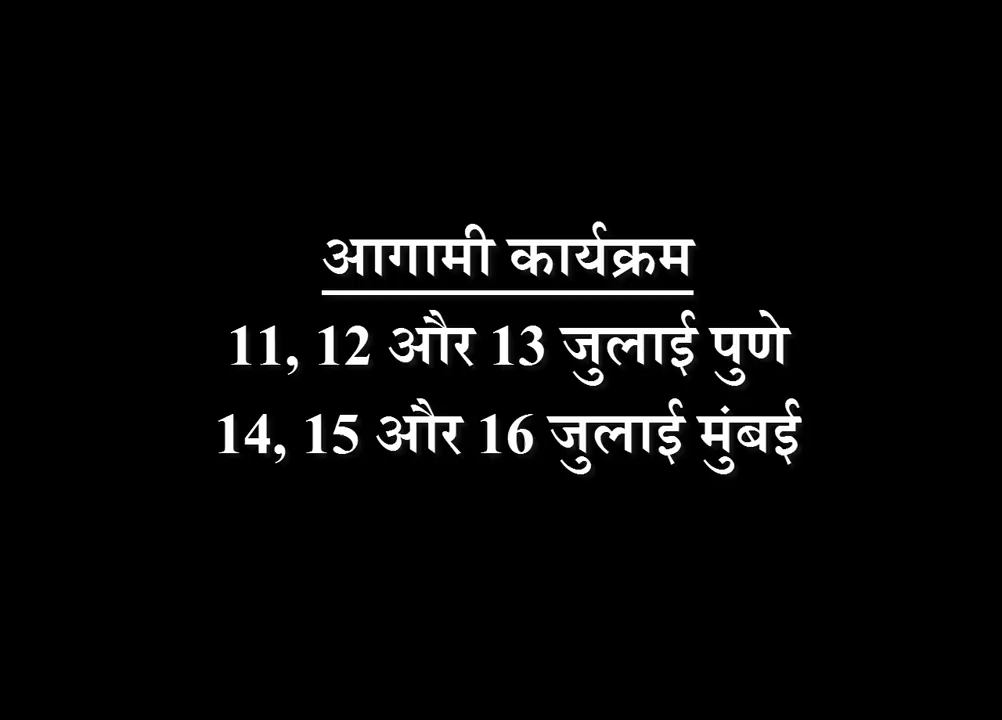 आगामी कार्यक्रम
11, 12 और 13 जुलाई पुणे
14, 15 और 16 जुलाई मुंबई